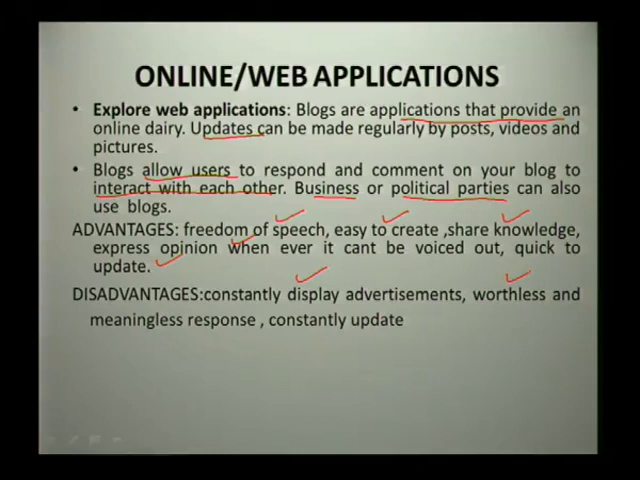 ONLINE/WEB APPLICATIONS
• Explore web applications: Blogs are applications that provide an
online dairy. Updates can be made regularly by posts, videos and
pictures.
• Blogs allow users to respond and comment on your blog to
interact with each other. Business or political parties can also
use blogs.
ADVANTAGES: freedom of speech, easy to create ,share knowledge,
express opinion when ever it cant be voiced out, quick to
update.
DISADVANTAGES:constantly display advertisements, worthless and
meaningless response , constantly update